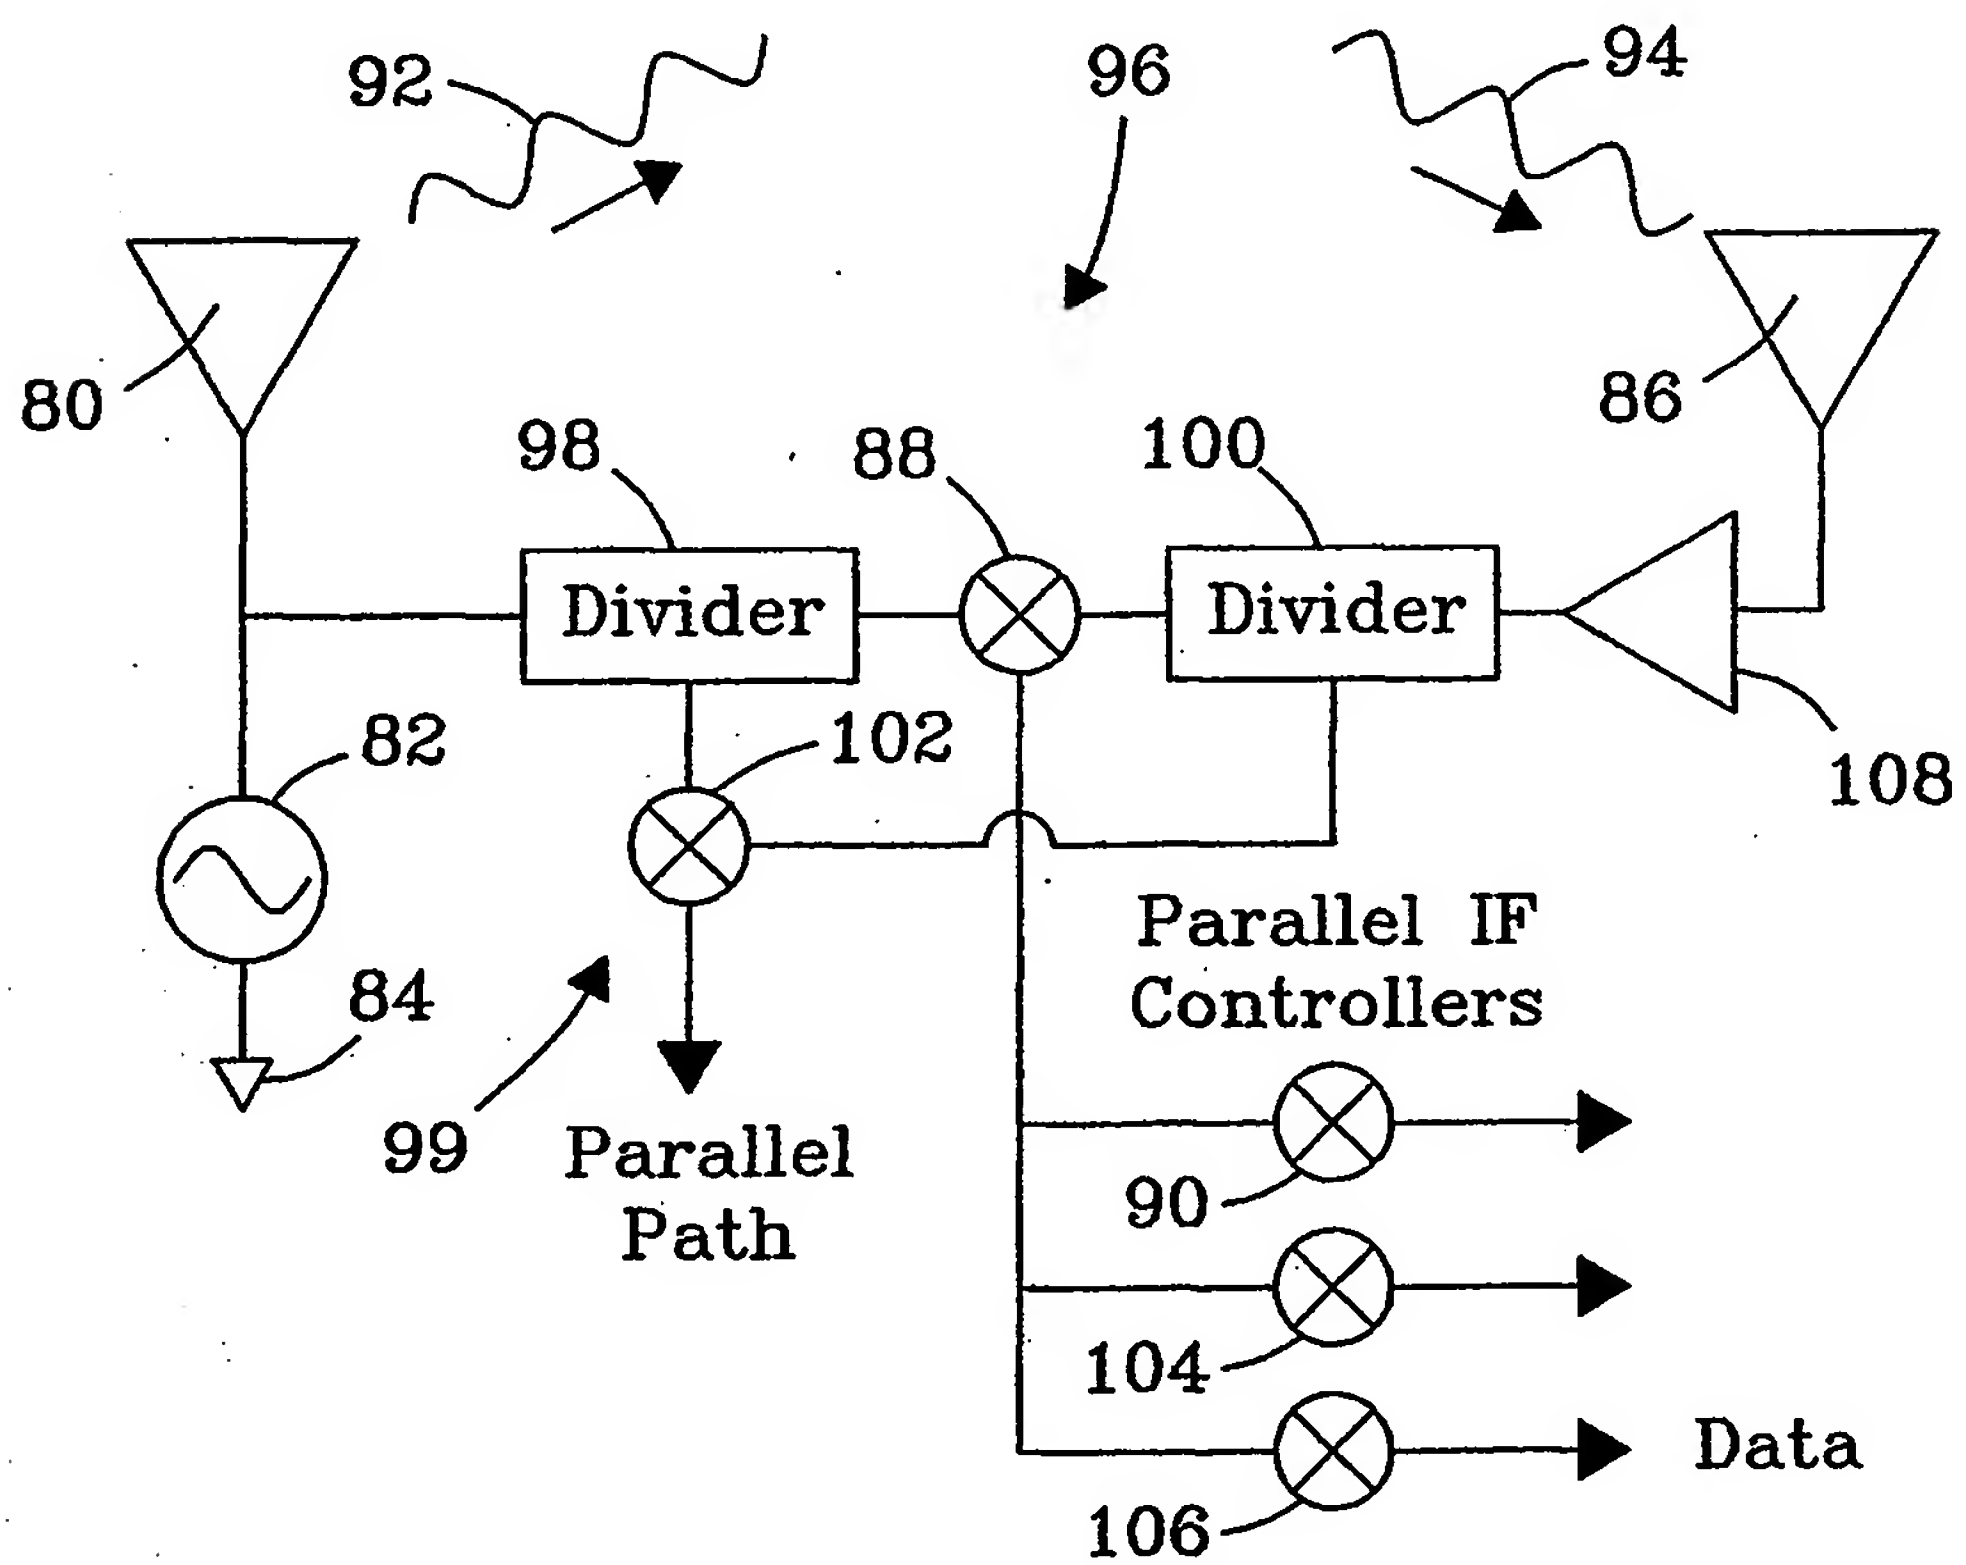 92
96
94
80
86
98
88
100
Divider
Divider
82
102
108
84
99
Parallel IF
Controllers
Parallel
Path
90
104
106
Data